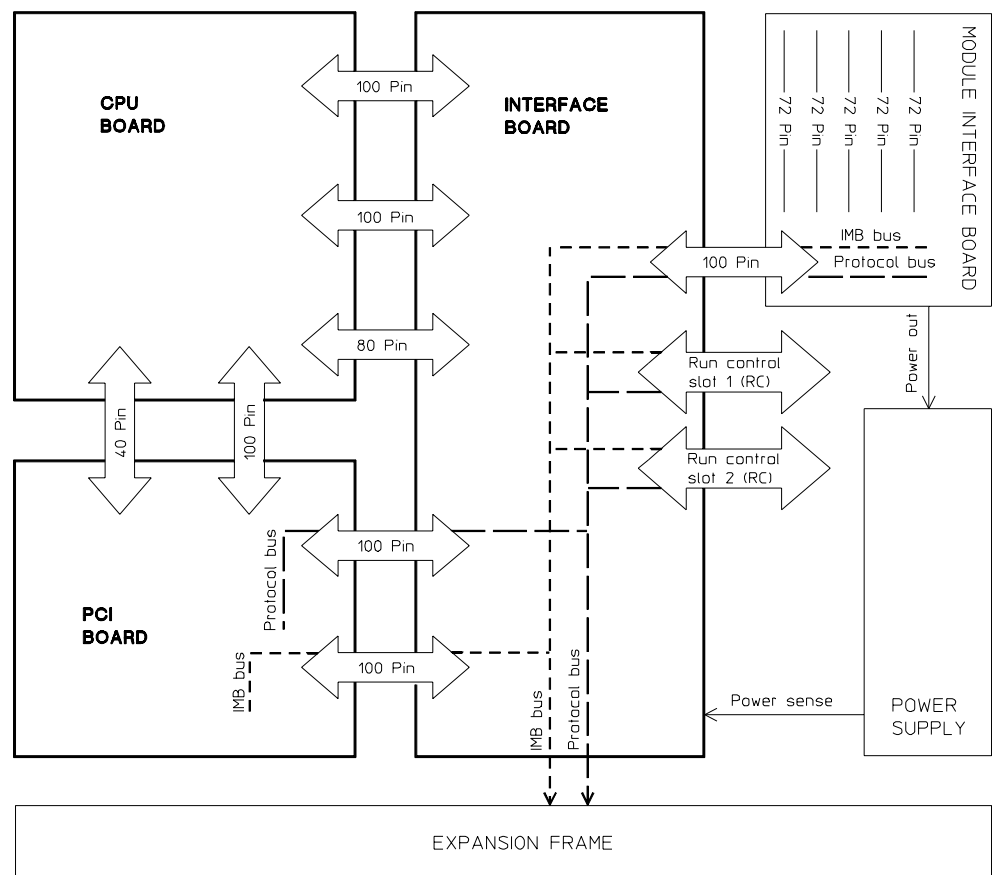 CPU
BOARD
100 Pin
INTERFACE
BOARD
MODULE INTERFACE BOARD
72 Pin
72 Pin
72 Pin
72 Pin
72 Pin
100 Pin
IMB bus
100 Pin
Protocol bus
80 Pin
Run control
slot 1 (RC)
Power out
40 Pin
100 Pin
Run control
slot 2 (RC)
100 Pin
Protocol bus
PCI
BOARD
100 Pin
IMB bus
IMB bus
Protocol bus
Power sense
POWER
SUPPLY
EXPANSION FRAME